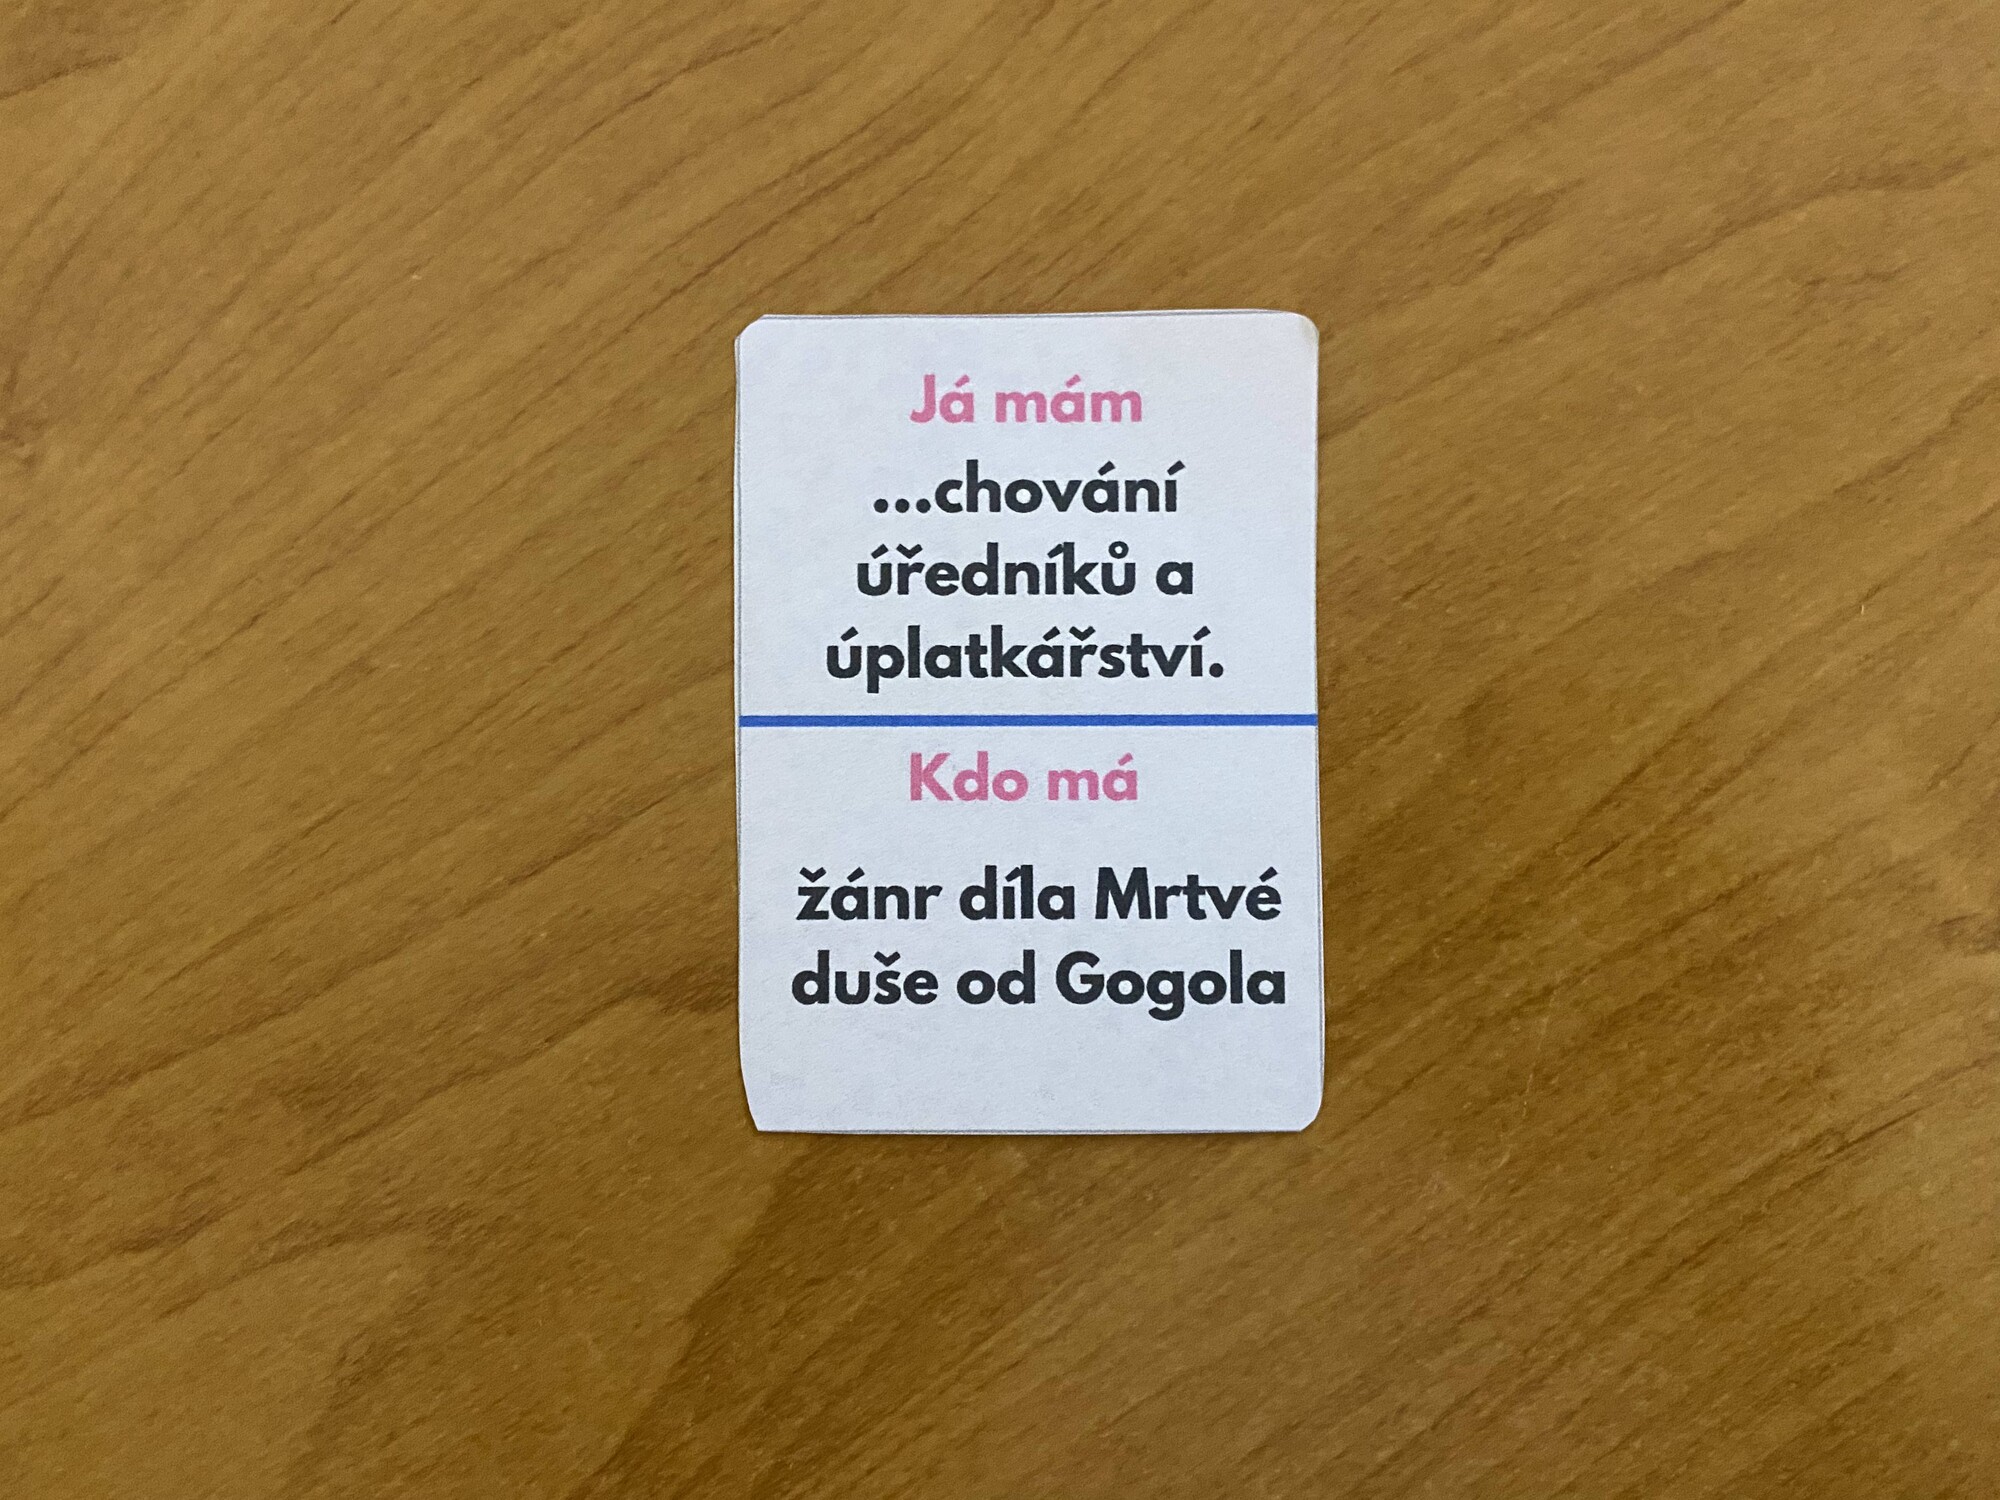 Já mám
...chování
úředníků a
úplatkářství.
Kdo má
žánr díla Mrtvé
duše od Gogola